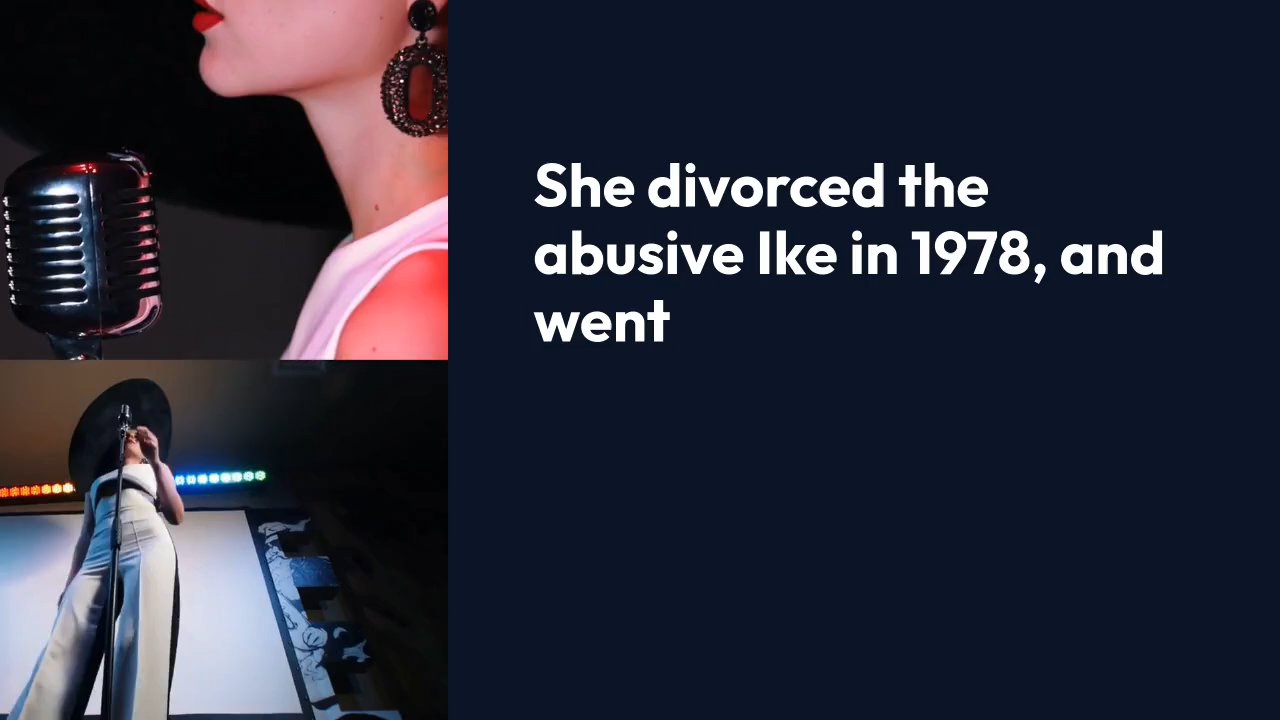 She divorced the
abusive Ike in 1978, and
went